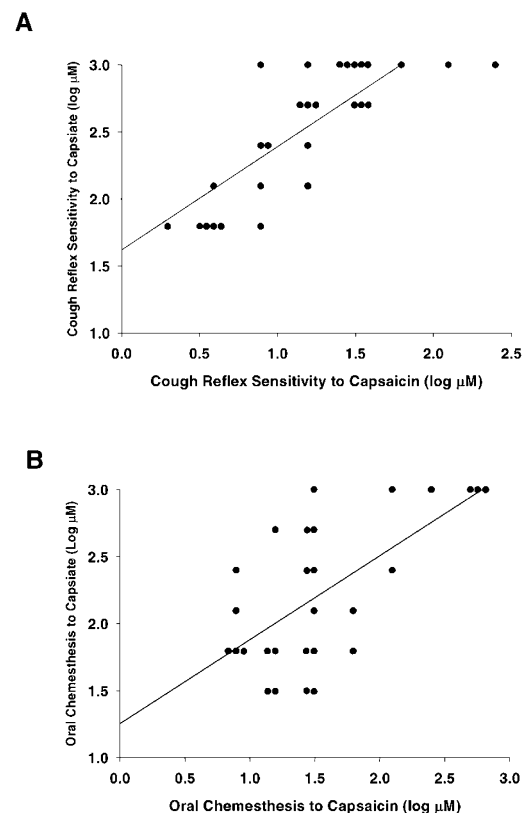 A
Cough Reflex Sensitivity to Capsiate (log µM)
3.0
2.5
2.0
1.5
1.0
0.0 0.5 1.0 1.5 2.0 2.5
Cough Reflex Sensitivity to Capsaicin (log µM)
B
Oral Chemesthesis to Capsiate (Log µM)
3.0
2.5
2.0
1.5
1.0
0.0 0.5 1.0 1.5 2.0 2.5 3.0
Oral Chemesthesis to Capsaicin (log µM)